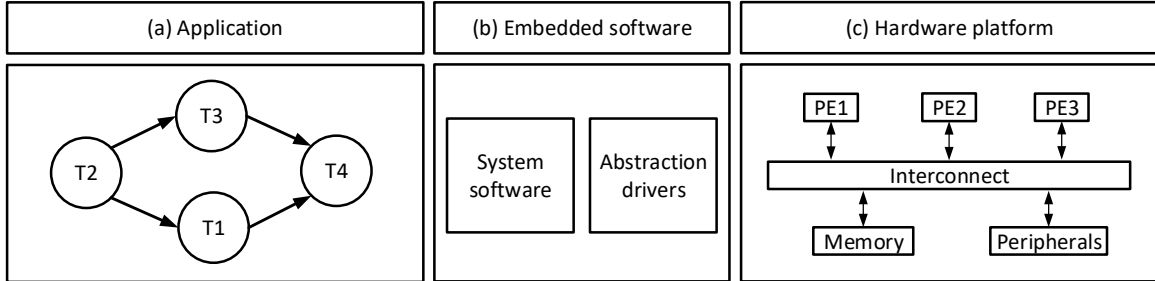 (a) Application
(b) Embedded software
(c) Hardware platform
T3
T2
T4
T1
System
software
Abstraction
drivers
PE1
PE2
PE3
Interconnect
Memory
Peripherals